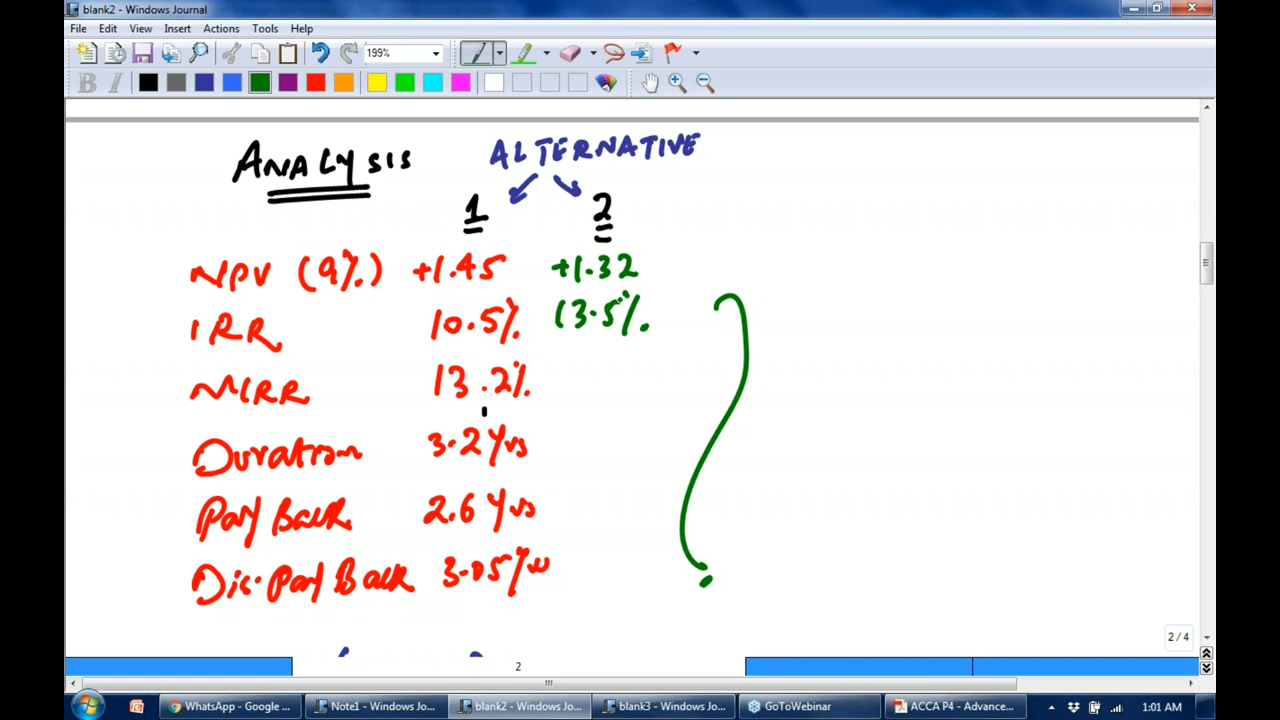 blank2 - Windows Journal
File Edit View Insert Actions Tools Help
199%
B I
ANALYSIS
ALTERNATIVE
1 2
NPV (9%) +1.45 +1.32
IRR 10.5% 13.5%
MIRR 13.2%
Duration 3.2 Yrs
Pay Back 2.6 Yrs
Dis-Pay Back 3.05 Yrs
2 / 4
2
WhatsApp - Google ... Note1 - Windows Jo... blank2 - Windows Jo... blank3 - Windows Jo... GoToWebinar ACCA P4 - Advance... 1:01 AM